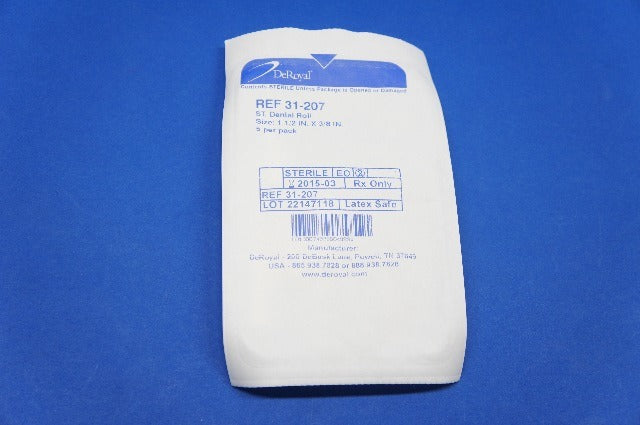 DeRoyal
Contents STERILE Unless Package is Opened or Damaged
REF 31-207
ST. Dental Roll
Size: 1 1/2 IN. X 3/8 IN.
5 per pack
STERILE EO 2
2015-03 Rx Only
REF 31-207
LOT 22147118 Latex Safe
Manufacturer:
DeRoyal - 200 DeBusk Lane, Powell, TN 37849
USA - 865.938.7828 or 888.938.7828
www.deroyal.com